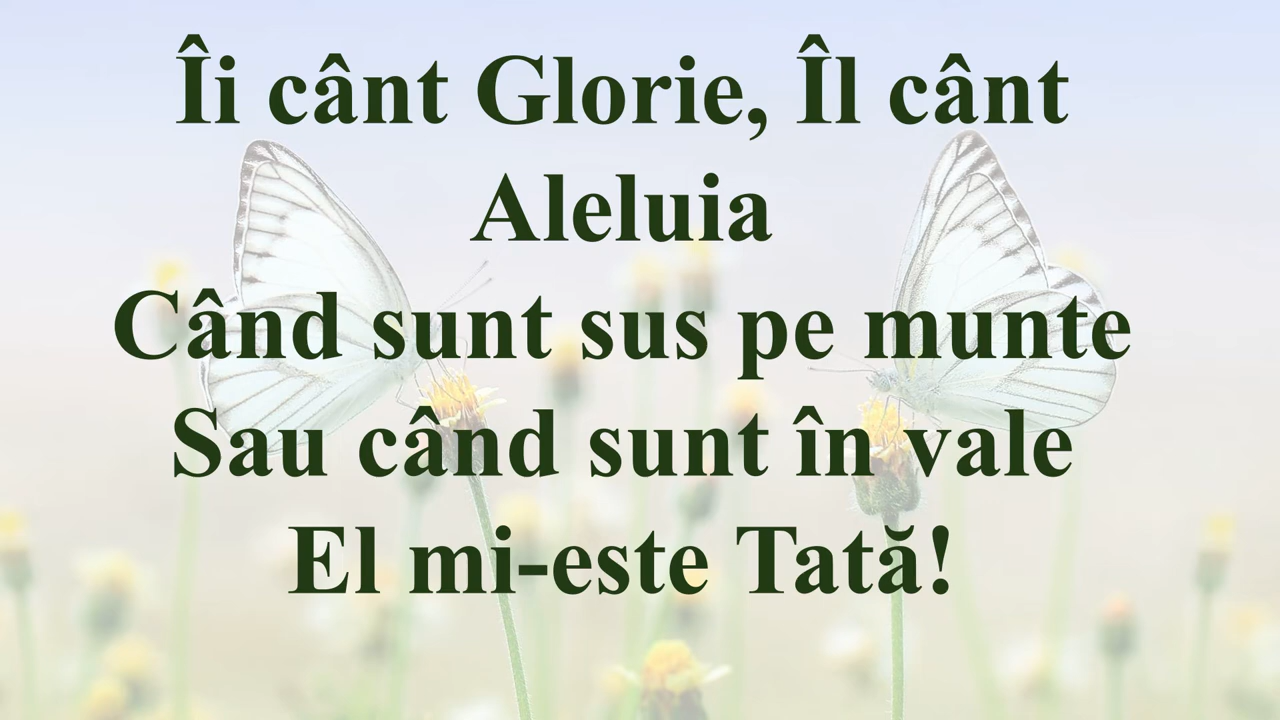 Îi cânt Glorie, Îl cânt
Aleluia
Când sunt sus pe munte
Sau când sunt în vale
El mi-este Tată!